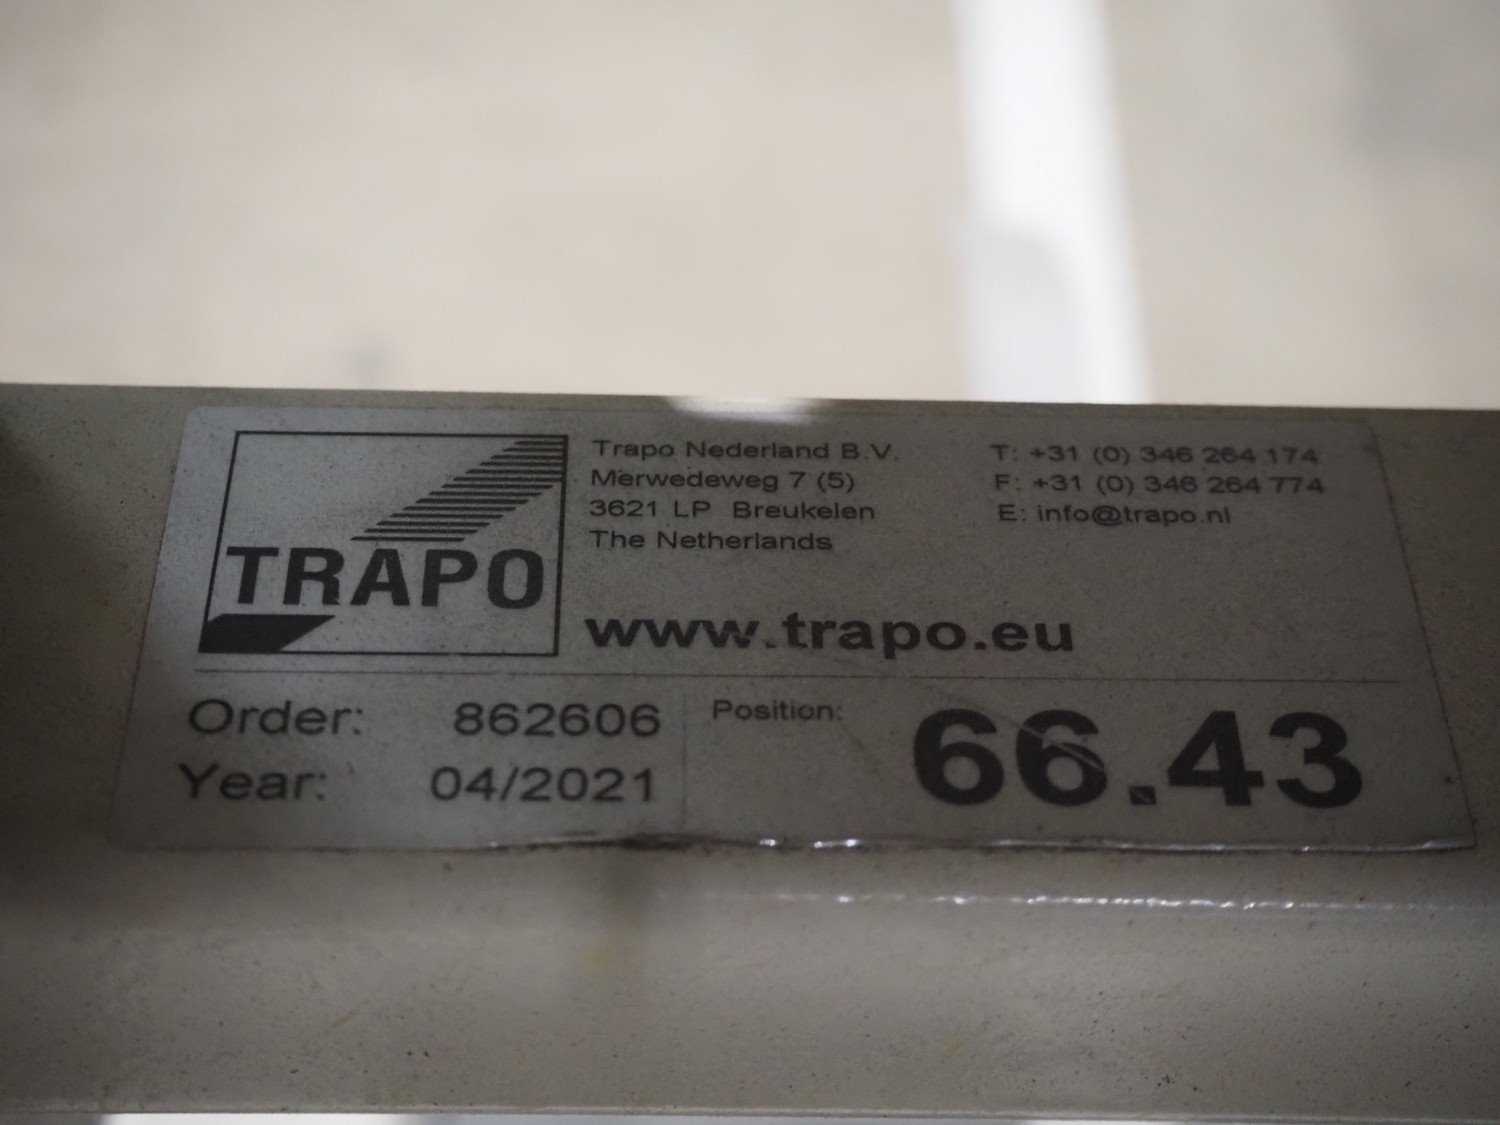 TRAPO
Trapo Nederland B.V.
Merwedeweg 7 (5)
3621 LP Breukelen
The Netherlands
T: +31 (0) 346 264 174
F: +31 (0) 346 264 774
E: info@trapo.nl
www.trapo.eu
Order: 862606
Year: 04/2021
Position: 66.43